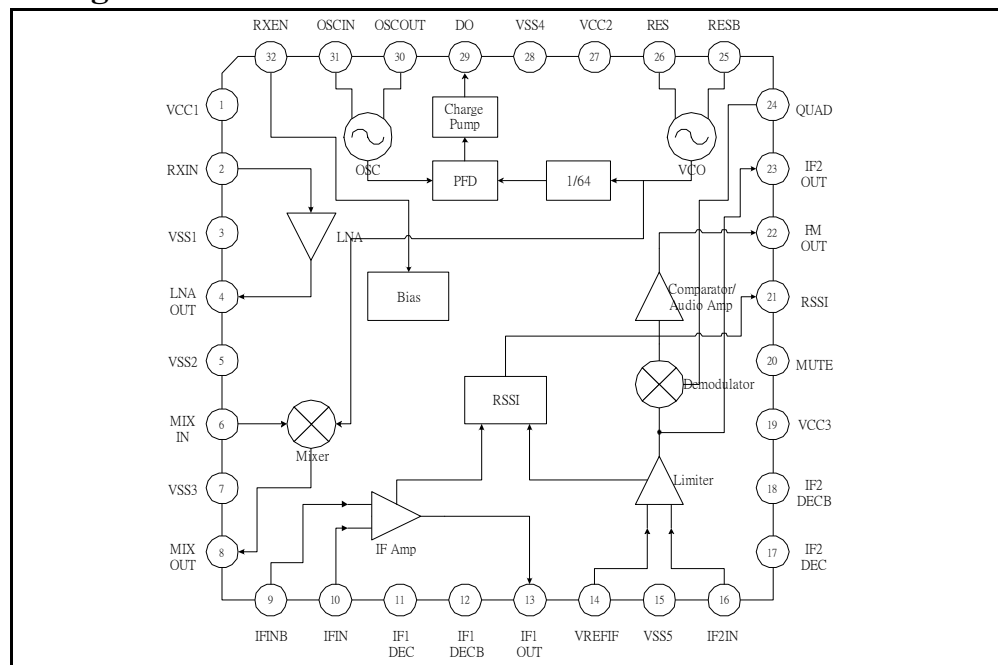 RXEN OSCIN OSCOUT DO VSS4 VCC2 RES RESB
32 31 30 29 28 27 26 25
VCC1 1
RXIN 2
VSS1 3
LNA OUT 4
VSS2 5
MIX IN 6
VSS3 7
MIX OUT 8
24 QUAD
23 IF2 OUT
22 FM OUT
21 RSSI
20 MUTE
19 VCC3
18 IF2 DECB
17 IF2 DEC
Charge Pump
OSC
PFD
1/64
VCO
LNA
Bias
Comparator/ Audio Amp
Demodulator
RSSI
Mixer
Limiter
IF Amp
9 10 11 12 13 14 15 16
IFINB IFIN IF1 DEC IF1 DECB IF1 OUT VREFIF VSS5 IF2IN